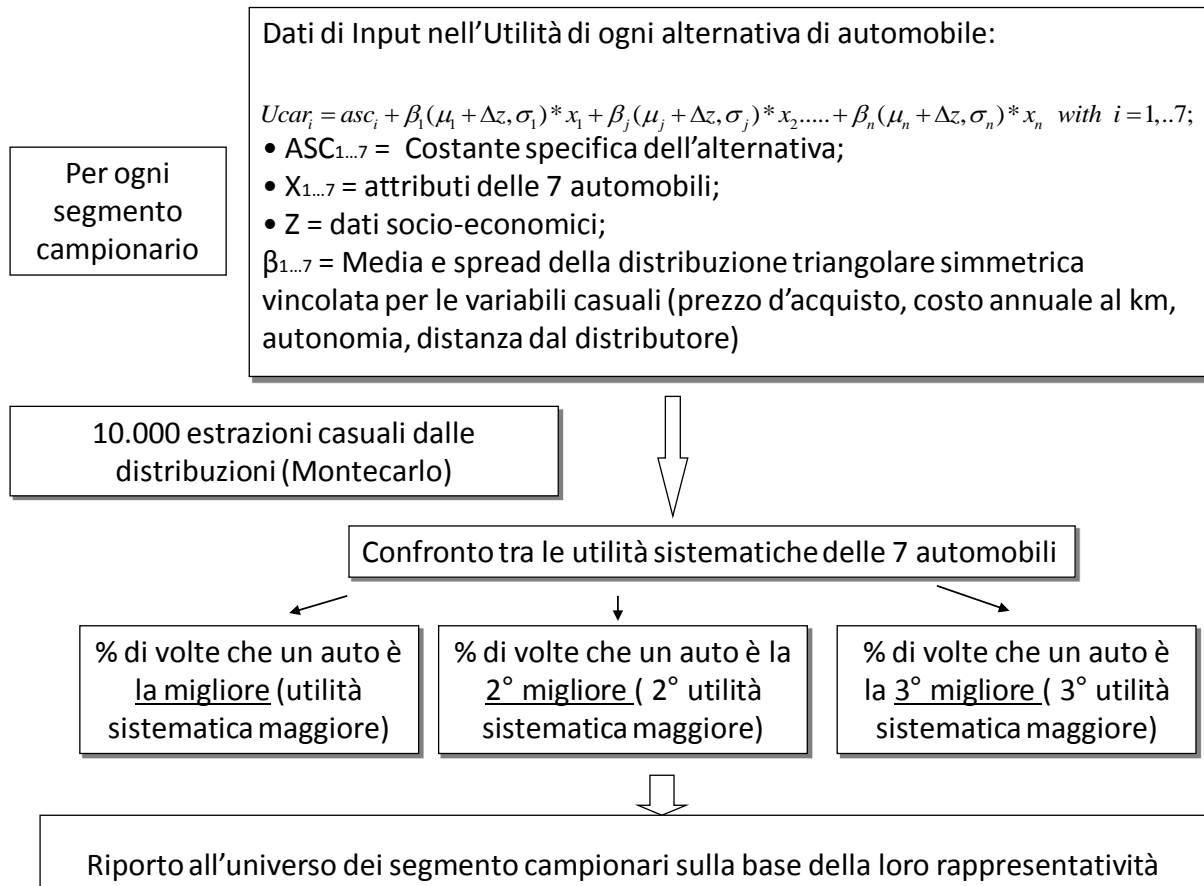 Dati di Input nell'Utilità di ogni alternativa di automobile:
Ucar_i = asc_i + β_1(μ_1 + Δz, σ_1) * x_1 + β_j(μ_j + Δz, σ_j) * x_2..... + β_n(μ_n + Δz, σ_n) * x_n with i = 1,..7;
• ASC1...7 = Costante specifica dell'alternativa;
• X1...7 = attributi delle 7 automobili;
• Z = dati socio-economici;
β1...7 = Media e spread della distribuzione triangolare simmetrica
vincolata per le variabili casuali (prezzo d'acquisto, costo annuale al km,
autonomia, distanza dal distributore)
Per ogni
segmento
campionario
10.000 estrazioni casuali dalle
distribuzioni (Montecarlo)
Confronto tra le utilità sistematiche delle 7 automobili
% di volte che un auto è
la migliore (utilità
sistematica maggiore)
% di volte che un auto è la
2° migliore ( 2° utilità
sistematica maggiore)
% di volte che un auto è
la 3° migliore ( 3° utilità
sistematica maggiore)
Riporto all'universo dei segmento campionari sulla base della loro rappresentatività